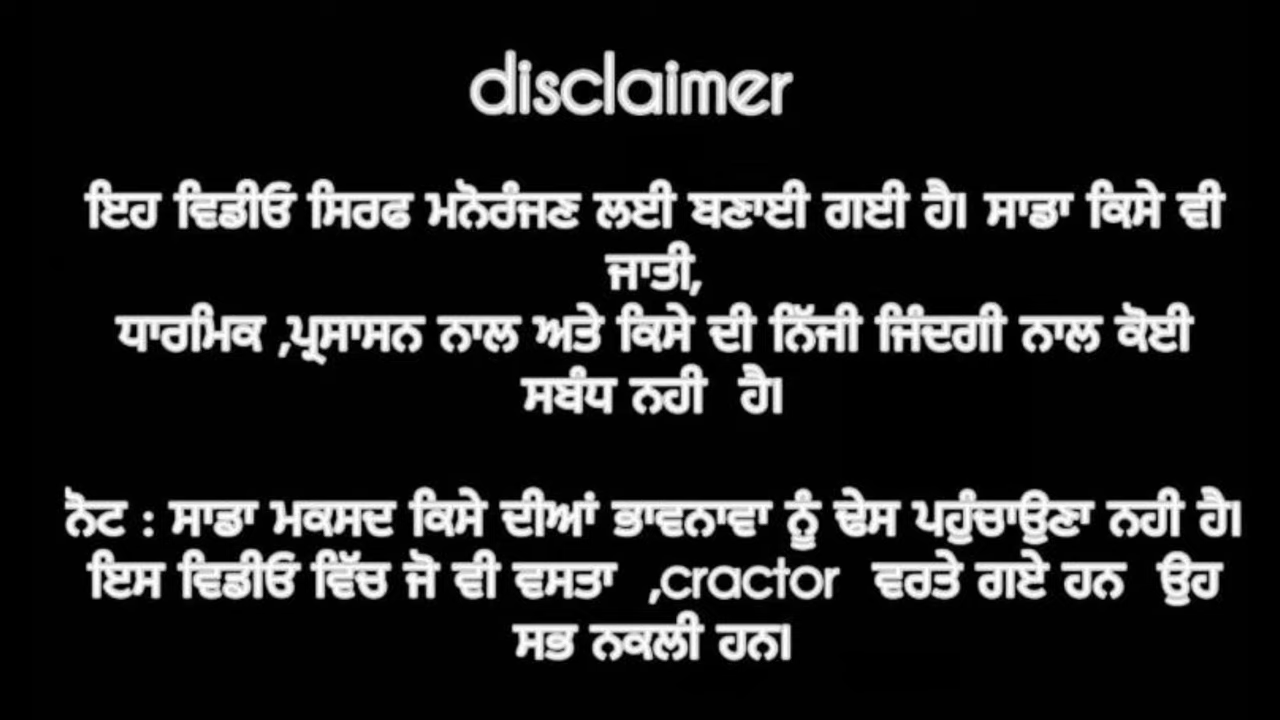 disclaimer
ਇਹ ਵਿਡੀਓ ਸਿਰਫ ਮਨੋਰੰਜਣ ਲਈ ਬਣਾਈ ਗਈ ਹੈ। ਸਾਡਾ ਕਿਸੇ ਵੀ
ਜਾਤੀ,
ਧਾਰਮਿਕ ,ਪ੍ਰਸਾਸਨ ਨਾਲ ਅਤੇ ਕਿਸੇ ਦੀ ਨਿੱਜੀ ਜਿੰਦਗੀ ਨਾਲ ਕੋਈ
ਸਬੰਧ ਨਹੀ ਹੈ।
ਨੋਟ : ਸਾਡਾ ਮਕਸਦ ਕਿਸੇ ਦੀਆਂ ਭਾਵਨਾਵਾ ਨੂੰ ਢੇਸ ਪਹੁੰਚਾਉਣਾ ਨਹੀ ਹੈ।
ਇਸ ਵਿਡੀਓ ਵਿੱਚ ਜੋ ਵੀ ਵਸਤਾ ,cractor ਵਰਤੇ ਗਏ ਹਨ ਉਹ
ਸਭ ਨਕਲੀ ਹਨ।